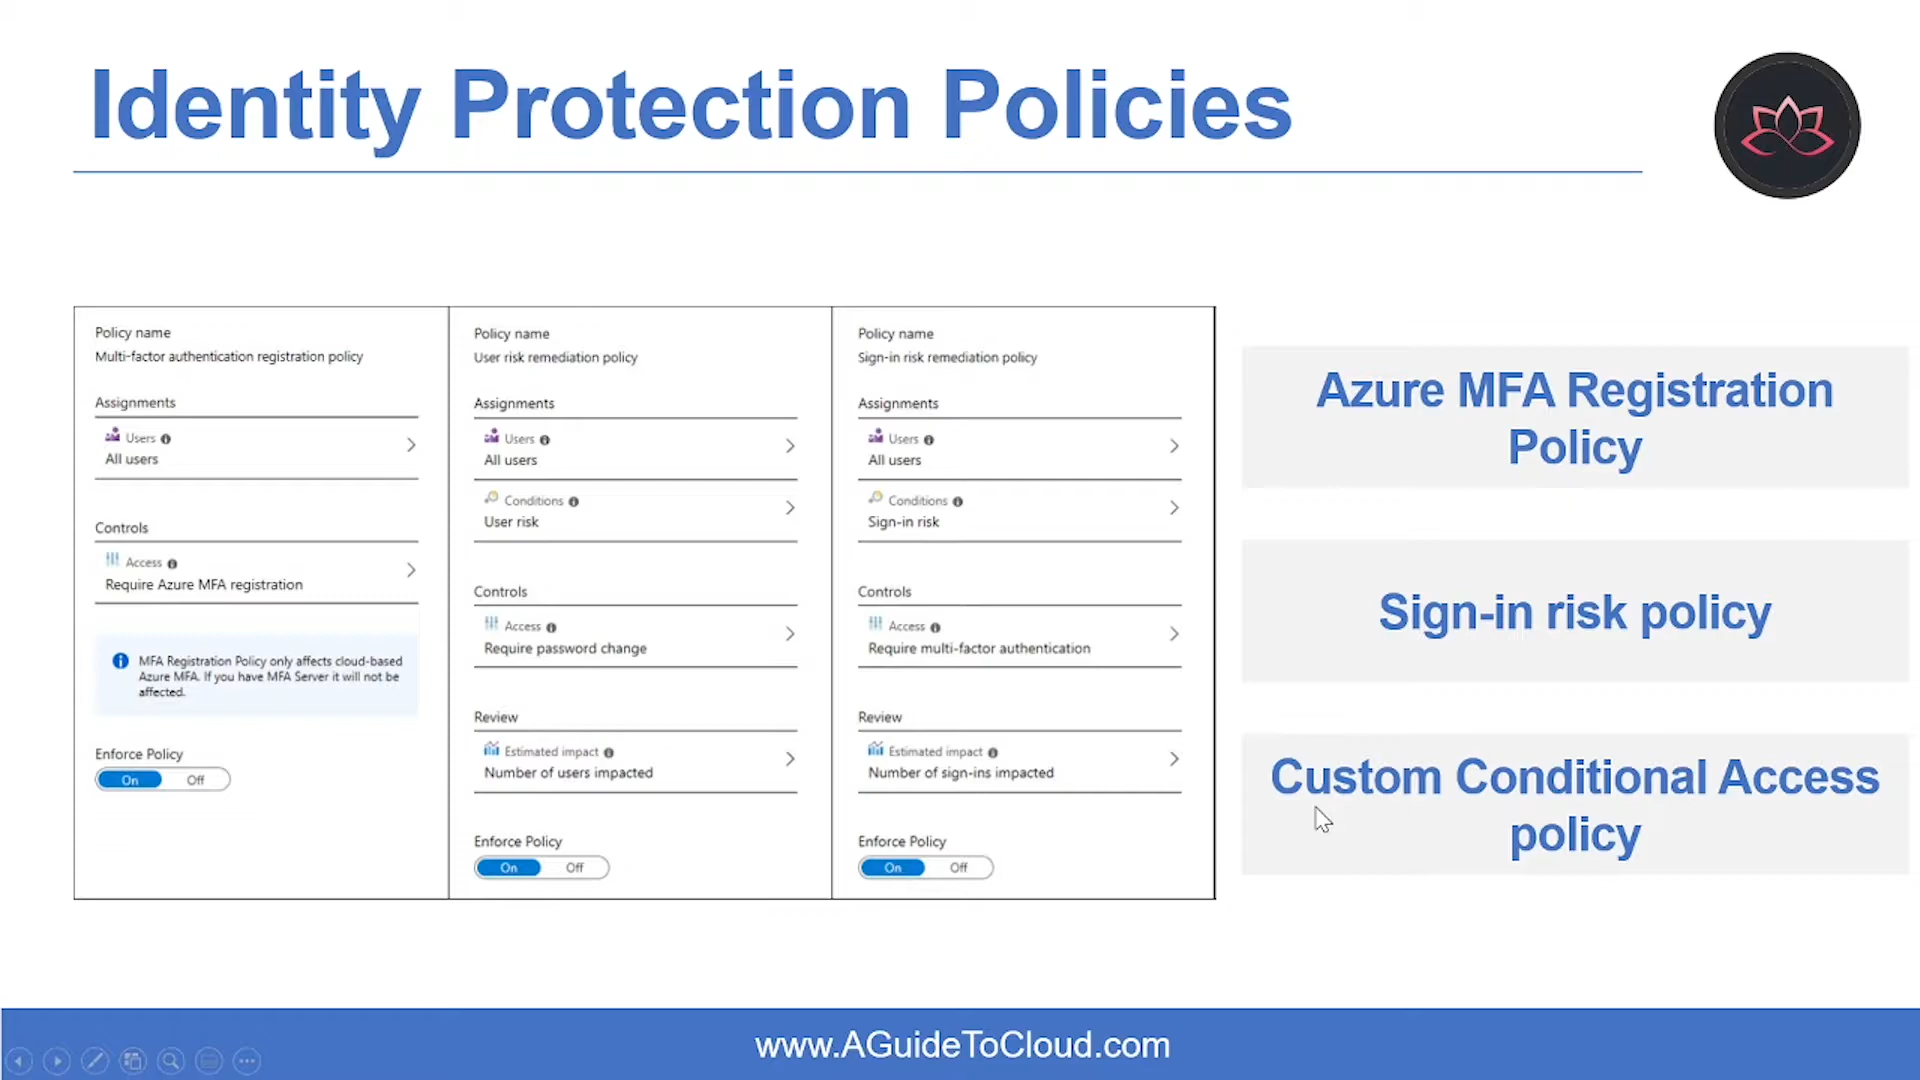 Identity Protection Policies
Policy name
Multi-factor authentication registration policy
Assignments
Users
All users
Controls
Access
Require Azure MFA registration
MFA Registration Policy only affects cloud-based
Azure MFA. If you have MFA Server it will not be
affected.
Enforce Policy
On Off
Policy name
User risk remediation policy
Assignments
Users
All users
Conditions
User risk
Controls
Access
Require password change
Review
Estimated impact
Number of users impacted
Enforce Policy
On Off
Policy name
Sign-in risk remediation policy
Assignments
Users
All users
Conditions
Sign-in risk
Controls
Access
Require multi-factor authentication
Review
Estimated impact
Number of sign-ins impacted
Enforce Policy
On Off
Azure MFA Registration
Policy
Sign-in risk policy
Custom Conditional Access
policy
www.AGuideToCloud.com